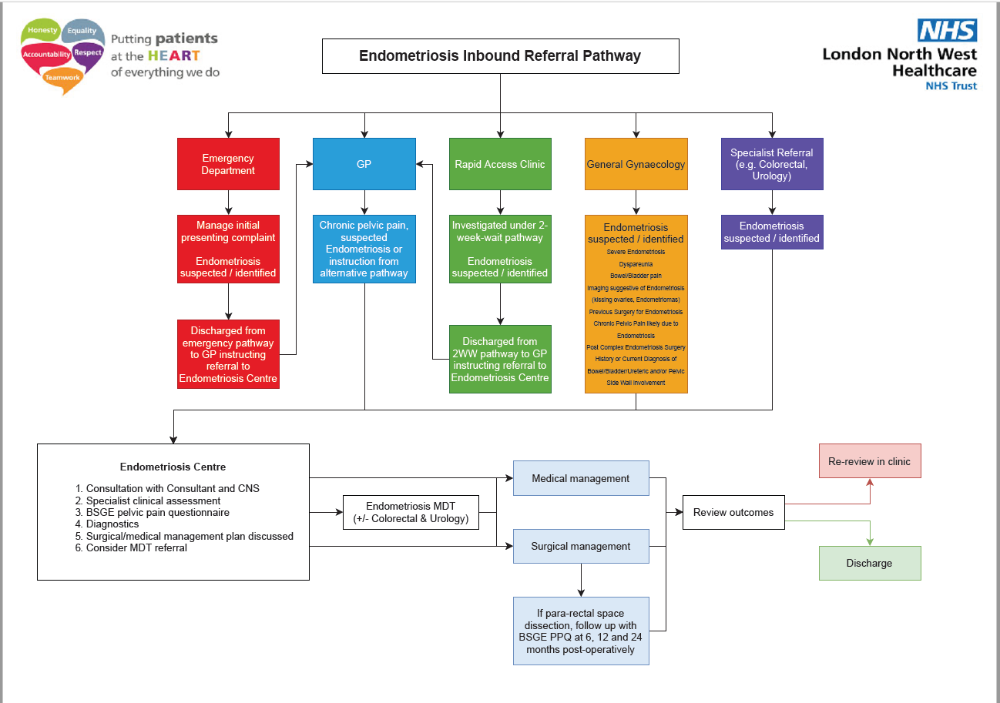 Honesty
Equality
Accountability
Respect
Teamwork
Putting patients
at the HEART
of everything we do
Endometriosis Inbound Referral Pathway
NHS
London North West
Healthcare
NHS Trust
Emergency
Department
GP
Rapid Access Clinic
General Gynaecology
Specialist Referral
(e.g. Colorectal,
Urology)
Manage initial
presenting complaint
Endometriosis
suspected / identified
Chronic pelvic pain,
suspected
Endometriosis or
instruction from
alternative pathway
Investigated under 2-
week-wait pathway
Endometriosis
suspected / identified
Endometriosis
suspected / identified
Severe Endometriosis
Dyspareunia
Bowel/Bladder pain
Imaging suggestive of Endometriosis
(kissing ovaries, Endometriomas)
Previous Surgery for Endometriosis
Chronic Pelvic Pain likely due to
Endometriosis
Post Complex Endometriosis Surgery
History or Current Diagnosis of
Bowel/Bladder/Ureteric and/or Pelvic
Side Wall Involvement
Endometriosis
suspected / identified
Discharged from
emergency pathway
to GP instructing
referral to
Endometriosis Centre
Discharged from
2WW pathway to GP
instructing referral to
Endometriosis Centre
Endometriosis Centre
1. Consultation with Consultant and CNS
2. Specialist clinical assessment
3. BSGE pelvic pain questionnaire
4. Diagnostics
5. Surgical/medical management plan discussed
6. Consider MDT referral
Endometriosis MDT
(+/- Colorectal & Urology)
Medical management
Surgical management
If para-rectal space
dissection, follow up with
BSGE PPQ at 6, 12 and 24
months post-operatively
Review outcomes
Re-review in clinic
Discharge